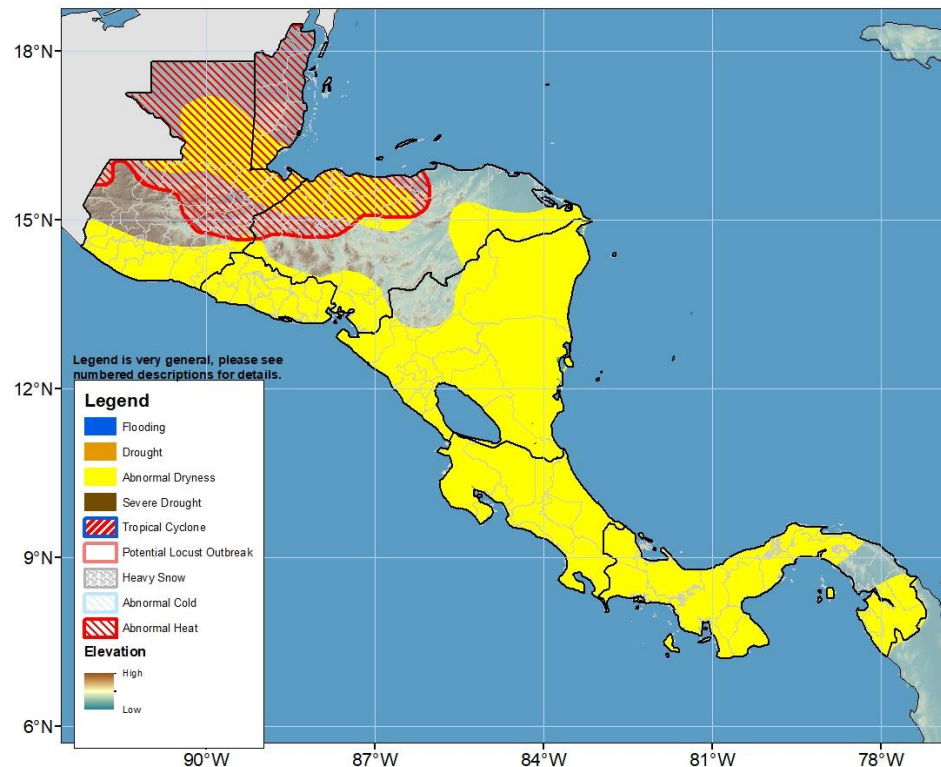 18°N
15°N
12°N
9°N
6°N
Legend is very general, please see
numbered descriptions for details.
Legend
Flooding
Drought
Abnormal Dryness
Severe Drought
Tropical Cyclone
Potential Locust Outbreak
Heavy Snow
Abnormal Cold
Abnormal Heat
Elevation
High
Low
90°W 87°W 84°W 81°W 78°W